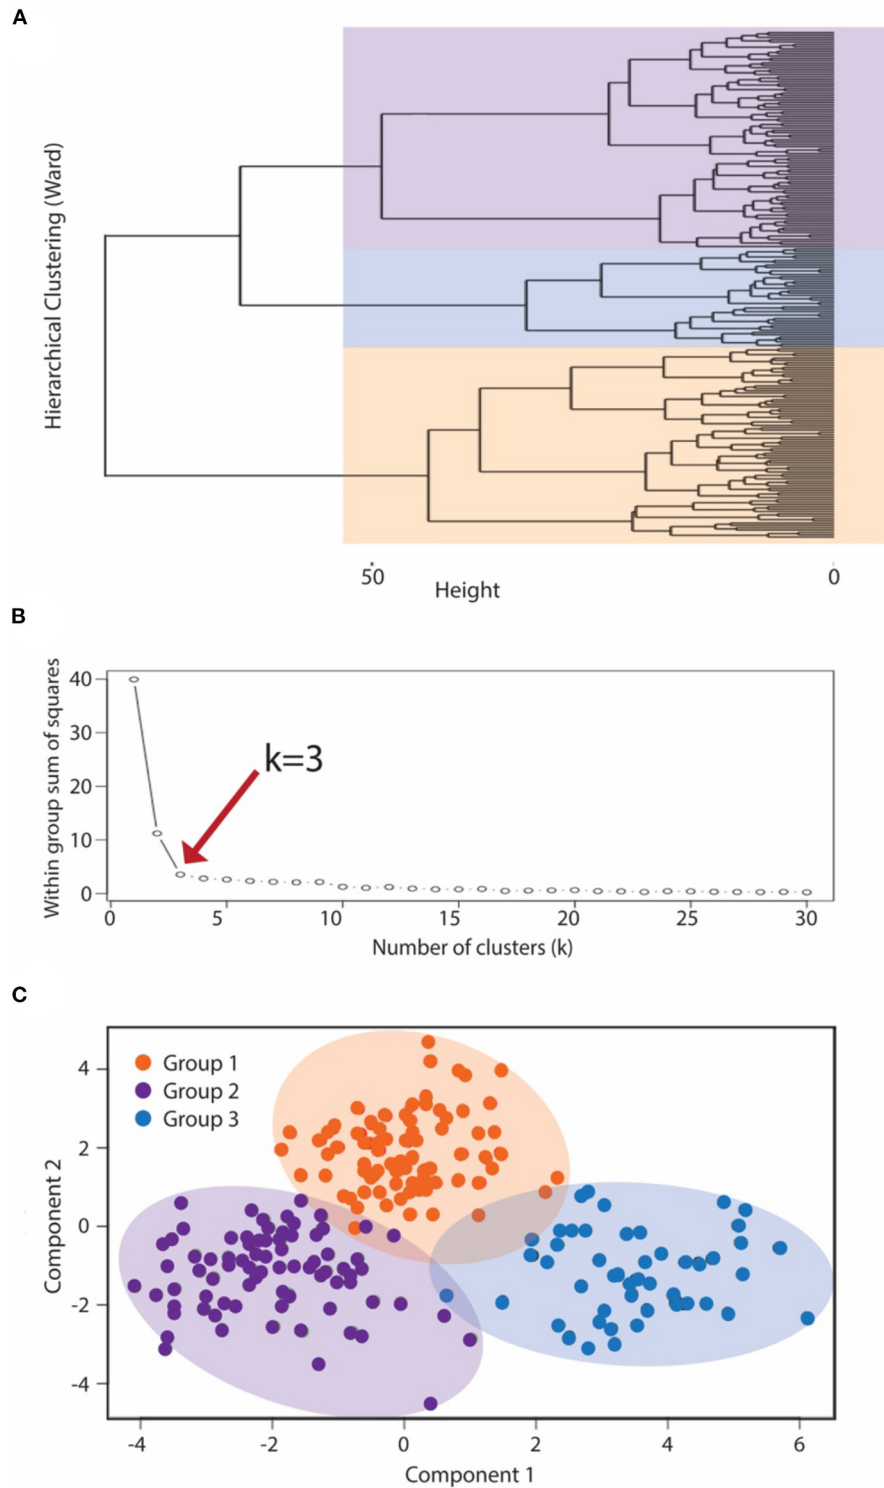 A
Hierarchical Clustering (Ward)
50
0
Height
B
Within group sum of squares
40
30
20
10
0
k=3
0
5
10
15
20
25
30
Number of clusters (k)
C
Component 2
4
2
0
-2
-4
Group 1
Group 2
Group 3
-4
-2
0
2
4
6
Component 1